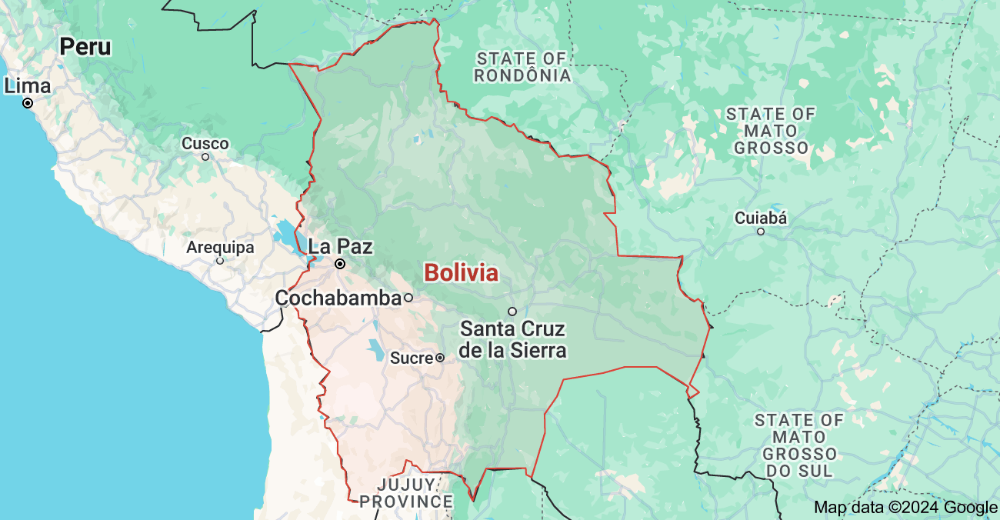 Peru
Lima
STATE OF
RONDÔNIA
STATE OF
MATO
GROSSO
Cusco
Cuiabá
Arequipa
La Paz
Bolivia
Cochabamba
Santa Cruz
de la Sierra
Sucre
STATE OF
MATO
GROSSO
DO SUL
JUJUY
PROVINCE
Map data ©2024 Google